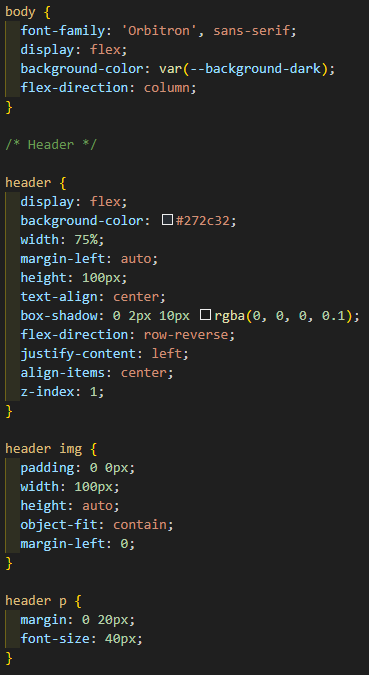 body {
  font-family: 'Orbitron', sans-serif;
  display: flex;
  background-color: var(--background-dark);
  flex-direction: column;
}
/* Header */
header {
  display: flex;
  background-color: #272c32;
  width: 75%;
  margin-left: auto;
  height: 100px;
  text-align: center;
  box-shadow: 0 2px 10px rgba(0, 0, 0, 0.1);
  flex-direction: row-reverse;
  justify-content: left;
  align-items: center;
  z-index: 1;
}
header img {
  padding: 0 0px;
  width: 100px;
  height: auto;
  object-fit: contain;
  margin-left: 0;
}
header p {
  margin: 0 20px;
  font-size: 40px;
}